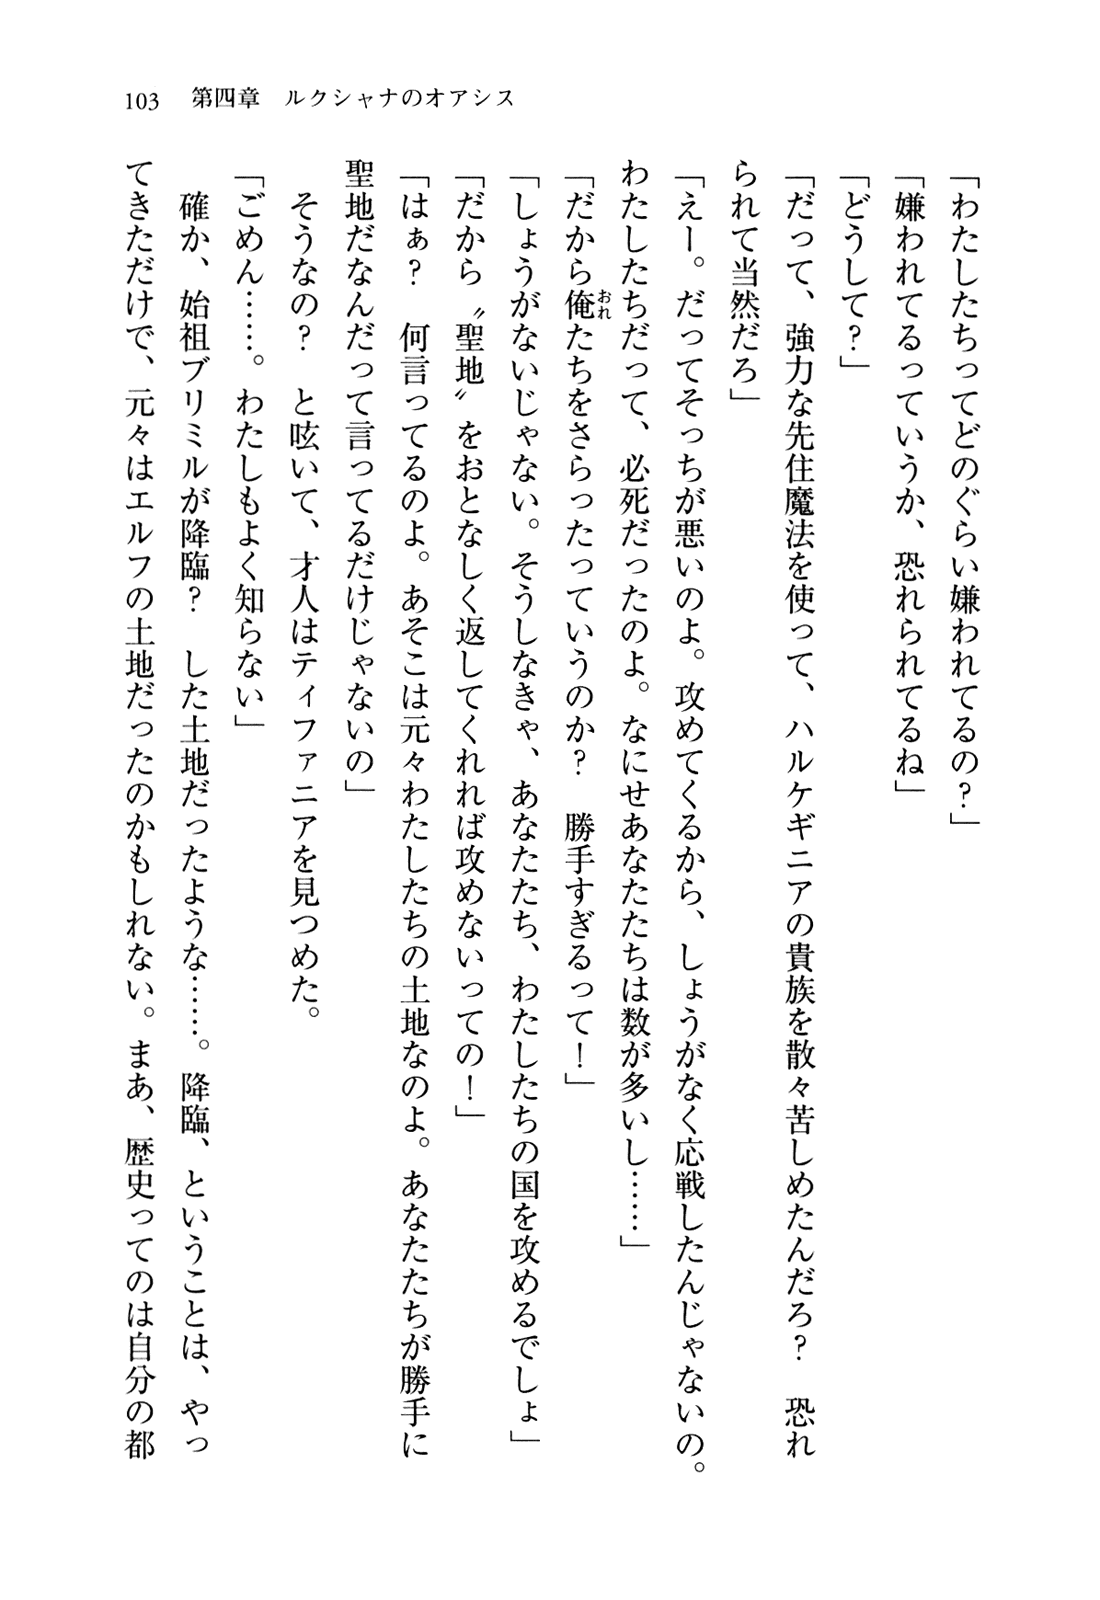 103　第四章　ルクシャナのオアシス
「わたしたちってどのぐらい嫌われてるの？」
「嫌われてるっていうか、恐れられてるね」
「どうして？」
「だって、強力な先住魔法を使って、ハルケギニアの貴族を散々苦しめたんだろ？　恐れ
られて当然だろ」
「えー。だってそっちが悪いのよ。攻めてくるから、しょうがなく応戦したんじゃないの。
わたしたちだって、必死だったのよ。なにせあなたたちは数が多いし……」
「だから俺たちをさらったたっていうのか？　勝手すぎるって！」
「しょうがないじゃない。そうしなきゃ、あなたたち、わたしたちの国を攻めるでしょ」
「だから〝聖地〟をおとなしく返してくれれば攻めないっての！」
「はぁ？　何言ってるのよ。あそこは元々わたしたちの土地なのよ。あなたたちが勝手に
聖地だなんだって言ってるだけじゃないの」
　そうなの？　と呟いて、才人はティファニアを見つめた。
「ごめん……。わたしもよく知らない」
　確か、始祖ブリミルが降臨？　した土地だったような……。降臨、ということは、やっ
てきただけで、元々はエルフの土地だったのかもしれない。まあ、歴史ってのは自分の都